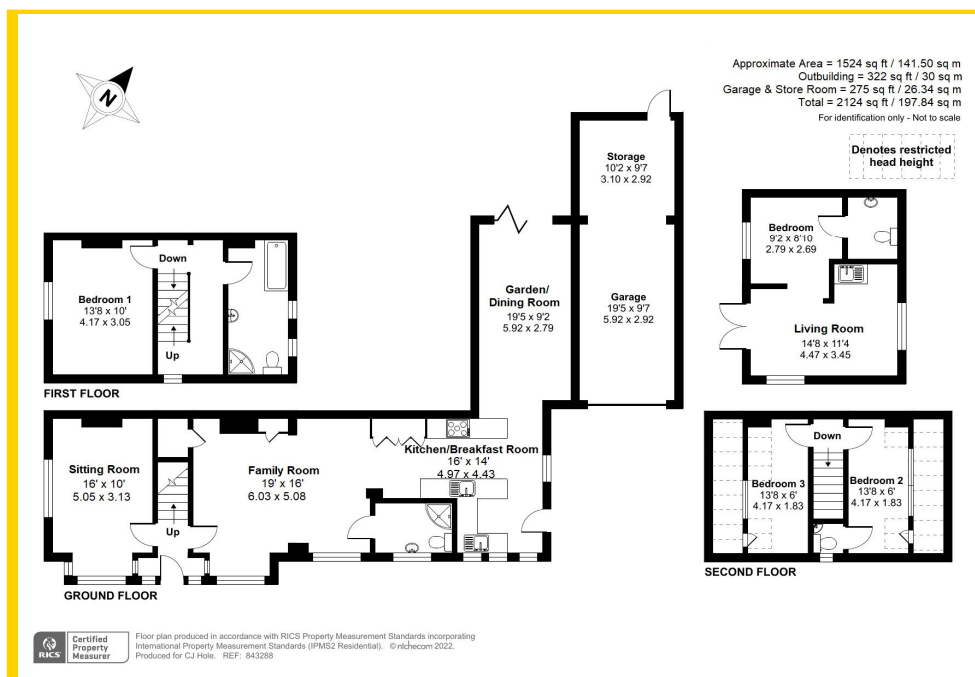 Approximate Area = 1524 sq ft / 141.50 sq m
Outbuilding = 322 sq ft / 30 sq m
Garage & Store Room = 275 sq ft / 26.34 sq m
Total = 2124 sq ft / 197.84 sq m
For identification only - Not to scale
Denotes restricted
head height
N
Storage
10'2 x 9'7
3.10 x 2.92
Garage
19'5 x 9'7
5.92 x 2.92
Garden/
Dining Room
19'5 x 9'2
5.92 x 2.79
Bedroom
9'2 x 8'10
2.79 x 2.69
Living Room
14'8 x 11'4
4.47 x 3.45
Down
Bedroom 1
13'8 x 10'
4.17 x 3.05
Up
FIRST FLOOR
Sitting Room
16' x 10'
5.05 x 3.13
Up
Family Room
19' x 16'
6.03 x 5.08
Kitchen/Breakfast Room
16' x 14'
4.97 x 4.43
GROUND FLOOR
Down
Bedroom 3
13'8 x 6'
4.17 x 1.83
Bedroom 2
13'8 x 6'
4.17 x 1.83
SECOND FLOOR
RICS
Certified
Property
Measurer
Floor plan produced in accordance with RICS Property Measurement Standards incorporating
International Property Measurement Standards (IPMS2 Residential). © ntchecom 2022.
Produced for CJ Hole. REF: 843288